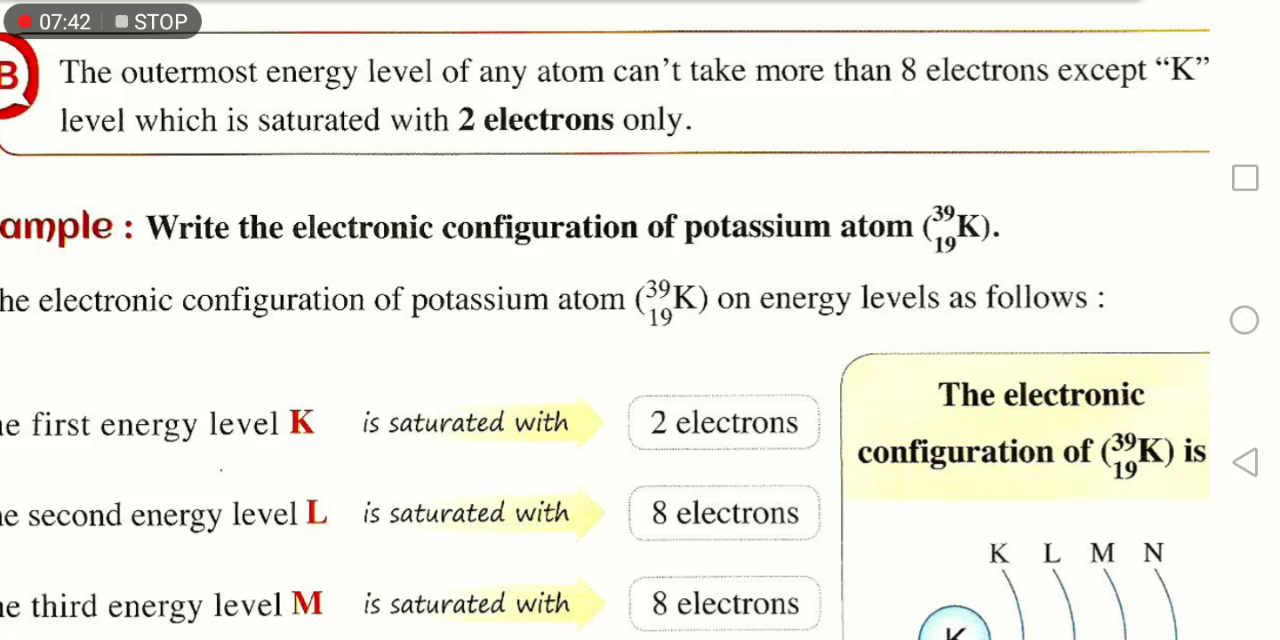 07:42 STOP
B
The outermost energy level of any atom can’t take more than 8 electrons except “K”
level which is saturated with 2 electrons only.
ample : Write the electronic configuration of potassium atom (³⁹₁₉K).
he electronic configuration of potassium atom (³⁹₁₉K) on energy levels as follows :
The electronic
configuration of (³⁹₁₉K) is
e first energy level K is saturated with 2 electrons
e second energy level L is saturated with 8 electrons
e third energy level M is saturated with 8 electrons
K L M N
K